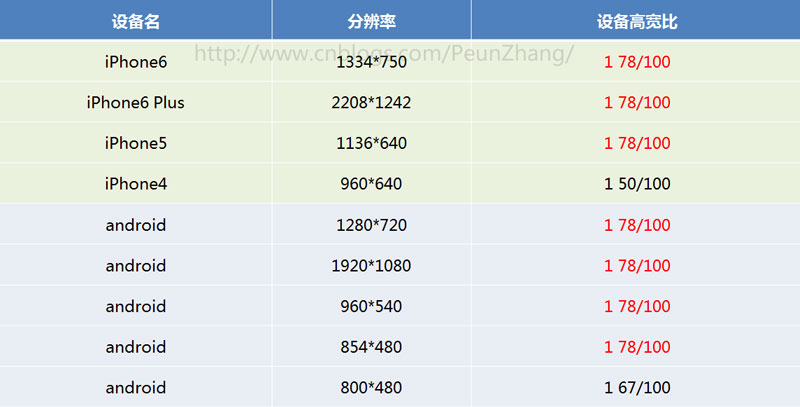 设备名 分辨率 设备高宽比
http://www.cnblogs.com/PeunZhang/
iPhone6 1334*750 1 78/100
iPhone6 Plus 2208*1242 1 78/100
iPhone5 1136*640 1 78/100
iPhone4 960*640 1 50/100
android 1280*720 1 78/100
android 1920*1080 1 78/100
android 960*540 1 78/100
android 854*480 1 78/100
android 800*480 1 67/100